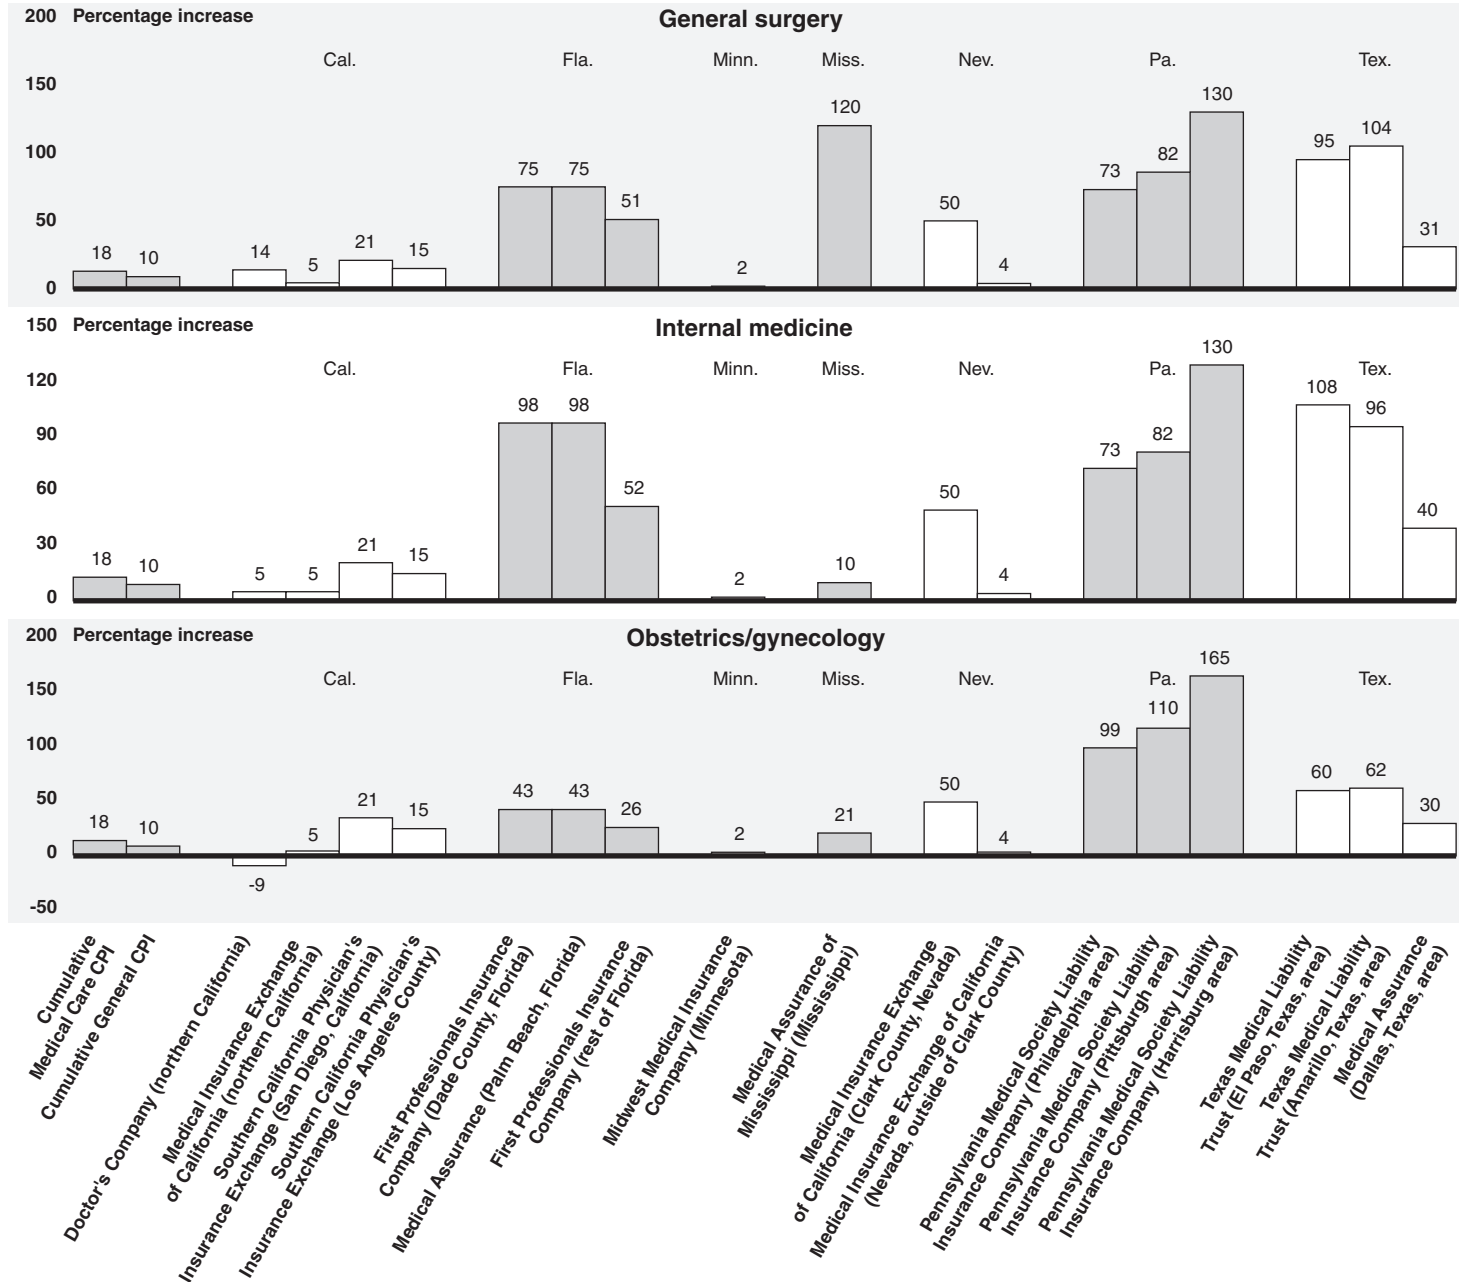 200 Percentage increase General surgery
Cal. Fla. Minn. Miss. Nev. Pa. Tex.
150
130
120
104
100
95
82
75 75 73
51 50
50
31
18 10 14 5 21 15 2 4
0
150 Percentage increase Internal medicine
130
Cal. Fla. Minn. Miss. Nev. Pa. Tex.
120
108
98 98 96
90
82
73
60
52 50
40
30
18 10 5 5 21 15 2 10 4
0
200 Percentage increase Obstetrics/gynecology
165
Cal. Fla. Minn. Miss. Nev. Pa. Tex.
150
110
99
100
60 62
50
43 43 26 50 30
18 10 5 21 15 2 21 4
0
-9
-50
Cumulative
Medical Care CPI
Cumulative General CPI
Doctor's Company (northern California)
Medical Insurance Exchange
of California (northern California)
Southern California Physician's
Insurance Exchange (San Diego, California)
Southern California Physician's
Insurance Exchange (Los Angeles County)
First Professionals Insurance
Company (Dade County, Florida)
Medical Assurance (Palm Beach, Florida)
First Professionals Insurance
Company (rest of Florida)
Midwest Medical Insurance
Company (Minnesota)
Medical Assurance of
Mississippi (Mississippi)
Medical Insurance Exchange
of California (Clark County, Nevada)
Medical Insurance Exchange of California
(Nevada, outside of Clark County)
Pennsylvania Medical Society Liability
Insurance Company (Philadelphia area)
Pennsylvania Medical Society Liability
Insurance Company (Pittsburgh area)
Pennsylvania Medical Society Liability
Insurance Company (Harrisburg area)
Texas Medical Liability
Trust (El Paso, Texas, area)
Texas Medical Liability
Trust (Amarillo, Texas, area)
Medical Assurance
(Dallas, Texas, area)